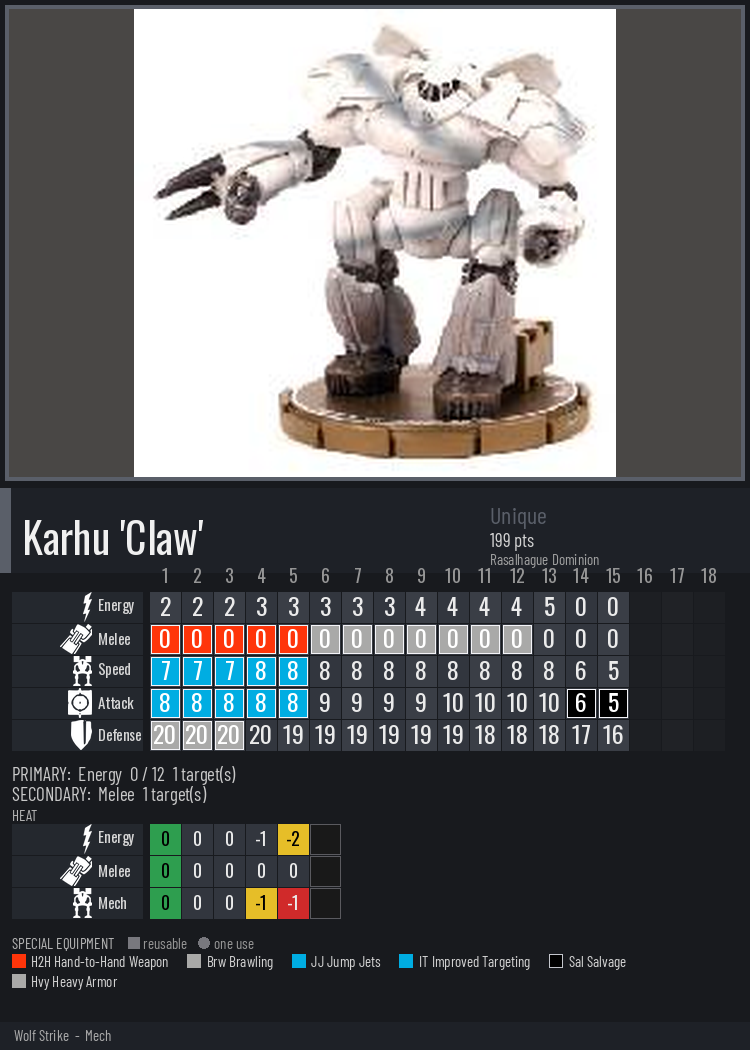 Karhu 'Claw'
Unique
199 pts
Rasalhague Dominion
1 2 3 4 5 6 7 8 9 10 11 12 13 14 15 16 17 18
Energy 2 2 2 3 3 3 3 3 4 4 4 4 5 0 0
Melee 0 0 0 0 0 0 0 0 0 0 0 0 0 0 0
Speed 7 7 7 8 8 8 8 8 8 8 8 8 8 6 5
Attack 8 8 8 8 8 9 9 9 9 10 10 10 10 6 5
Defense 20 20 20 20 19 19 19 19 19 19 18 18 18 17 16
PRIMARY: Energy 0 / 12 1 target(s)
SECONDARY: Melee 1 target(s)
HEAT
Energy 0 0 0 -1 -2
Melee 0 0 0 0 0
Mech 0 0 0 -1 -1
SPECIAL EQUIPMENT reusable one use
H2H Hand-to-Hand Weapon Brw Brawling JJ Jump Jets IT Improved Targeting Sal Salvage
Hvy Heavy Armor
Wolf Strike - Mech